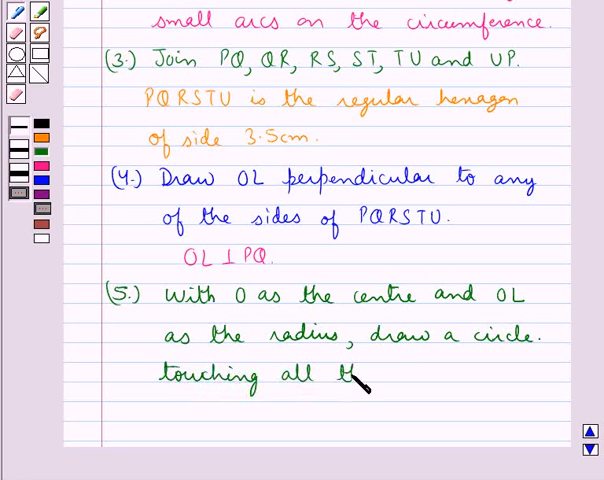 small arcs on the circumference.
(3.) Join PQ, QR, RS, ST, TU and UP.
PQRSTU is the regular hexagon
of side 3.5cm.
(4.) Draw OL perpendicular to any
of the sides of PQRSTU.
OL ⊥ PQ.
(5.) With O as the centre and OL
as the radius, draw a circle.
touching all th